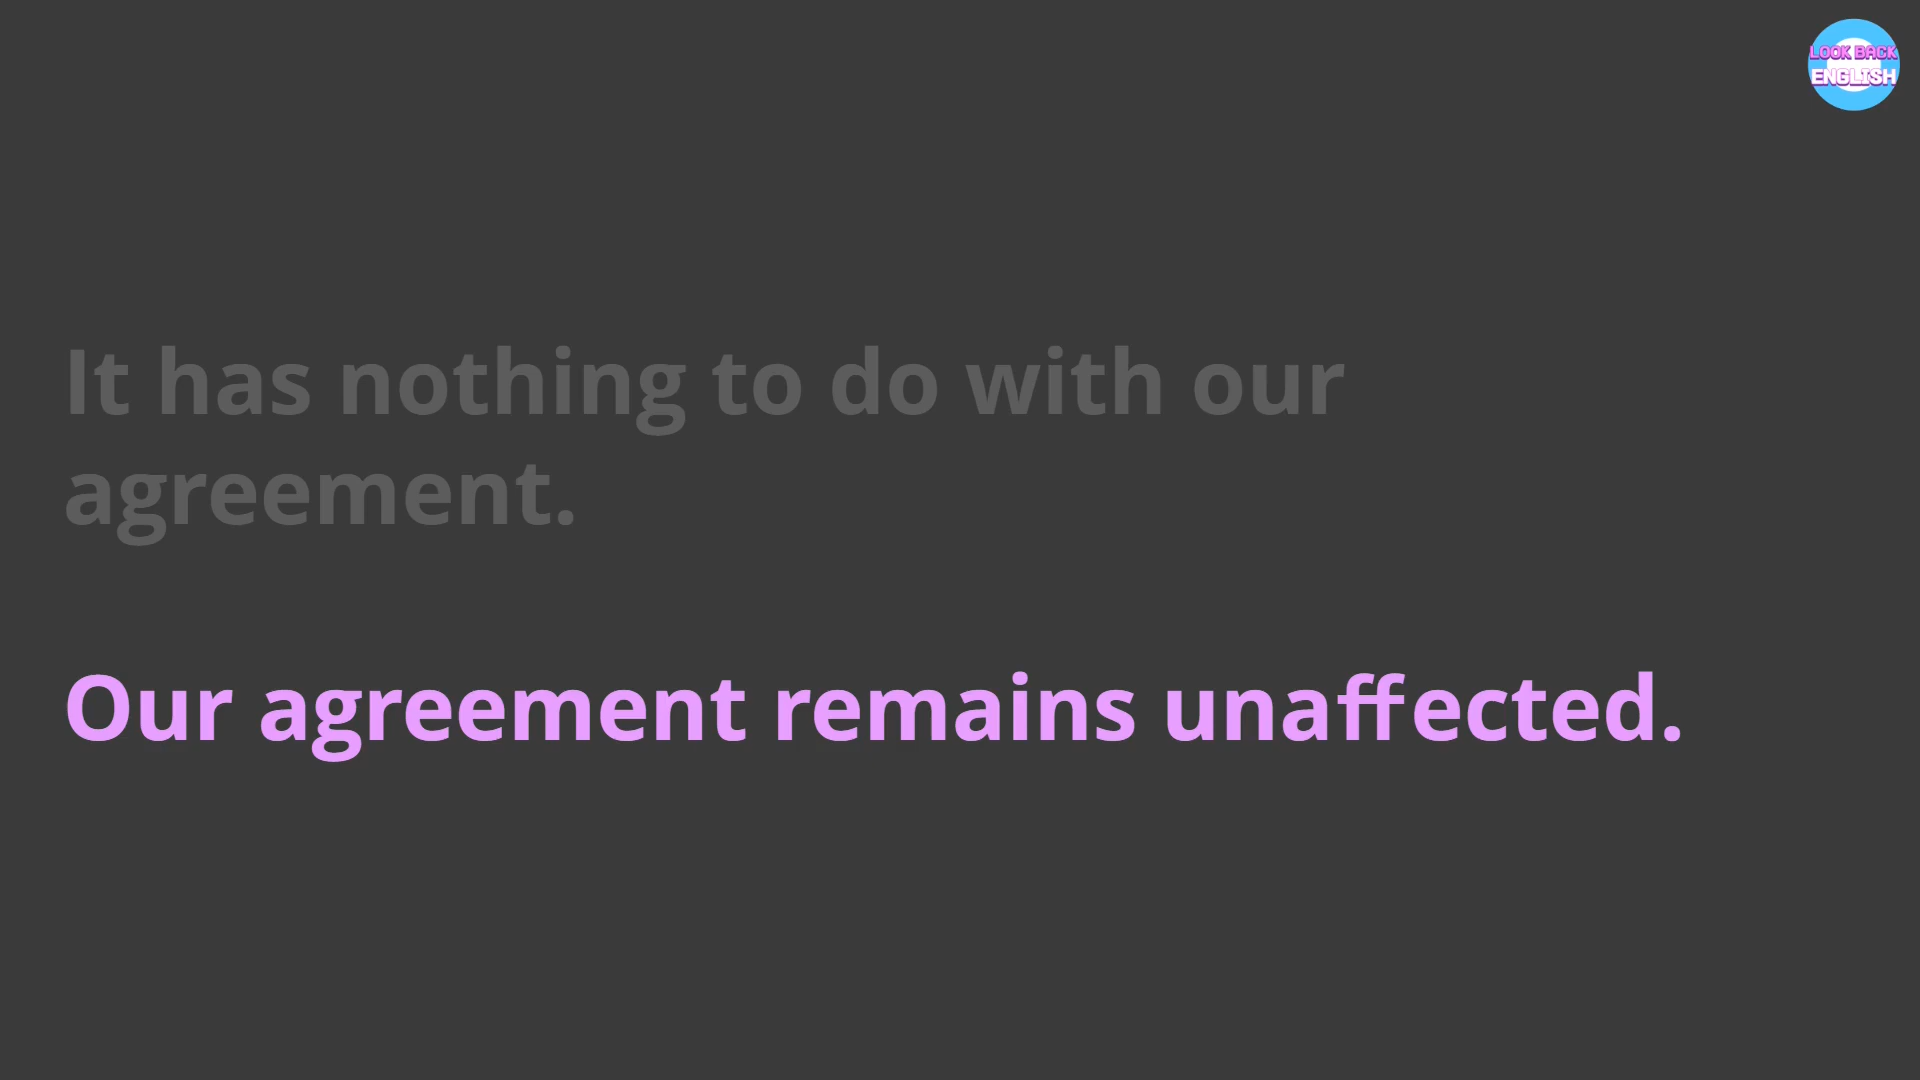 LOOK BACK
ENGLISH
It has nothing to do with our
agreement.
Our agreement remains unaffected.